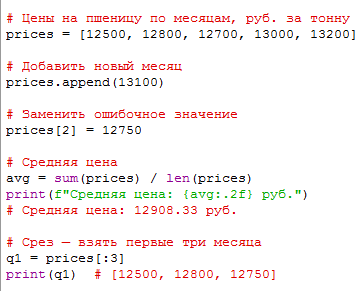 # Цены на пшеницу по месяцам, руб. за тонну
prices = [12500, 12800, 12700, 13000, 13200]
# Добавить новый месяц
prices.append(13100)
# Заменить ошибочное значение
prices[2] = 12750
# Средняя цена
avg = sum(prices) / len(prices)
print(f"Средняя цена: {avg:.2f} руб.")
# Средняя цена: 12908.33 руб.
# Срез — взять первые три месяца
q1 = prices[:3]
print(q1)  # [12500, 12800, 12750]